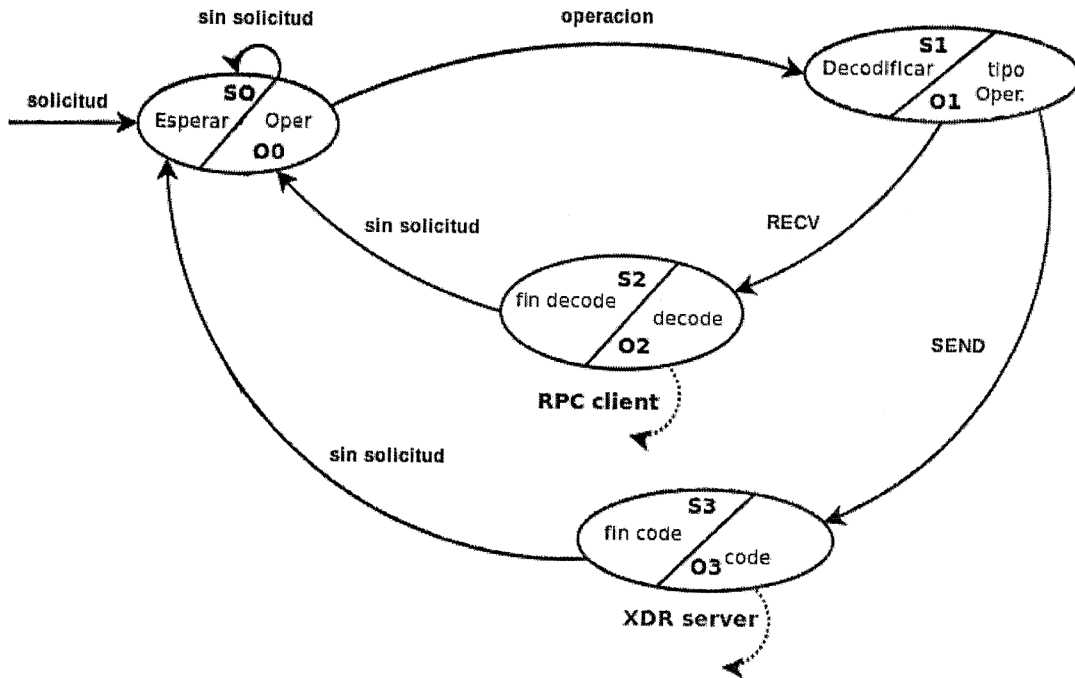 sin solicitud
operacion
solicitud
S0
Esperar
Oper
O0
S1
Decodificar
tipo
Oper.
O1
sin solicitud
RECV
S2
fin decode
decode
O2
RPC client
SEND
sin solicitud
S3
fin code
code
O3
XDR server